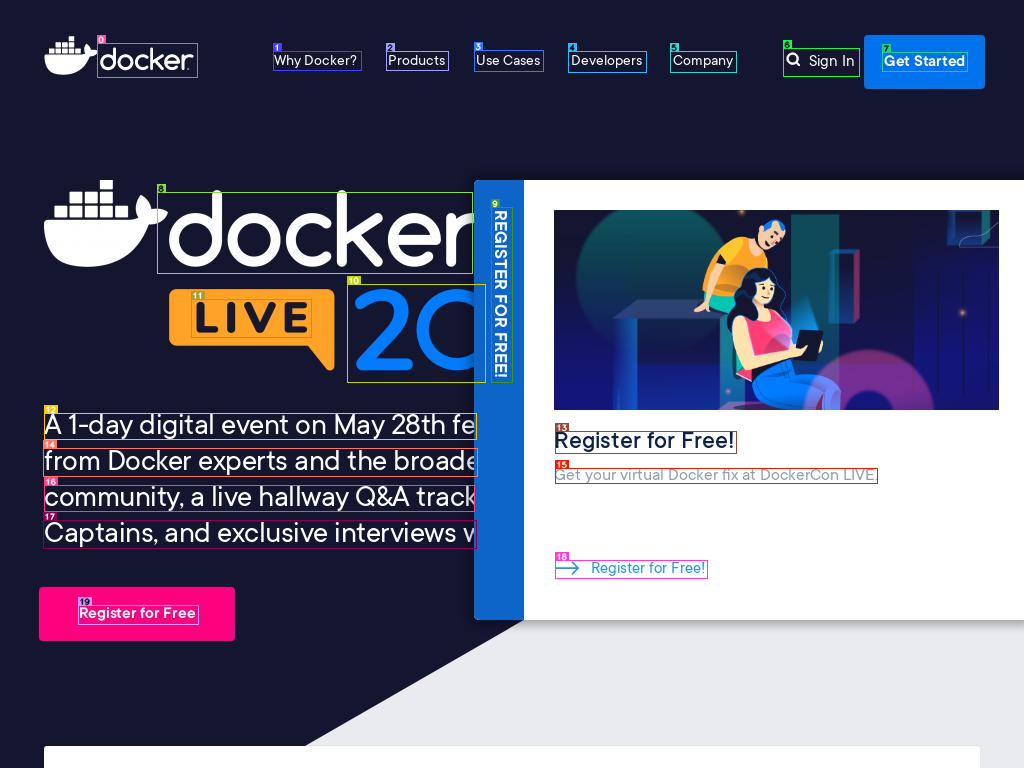 docker
Why Docker?
Products
Use Cases
Developers
Company
Sign In
Get Started
docker
REGISTER FOR FREE!
LIVE
20
A 1-day digital event on May 28th fe
from Docker experts and the broade
community, a live hallway Q&A track
Captains, and exclusive interviews w
Register for Free
Register for Free!
Get your virtual Docker fix at DockerCon LIVE.
Register for Free!
0
1
2
3
4
5
6
7
8
9
10
11
12
13
14
15
16
17
18
19